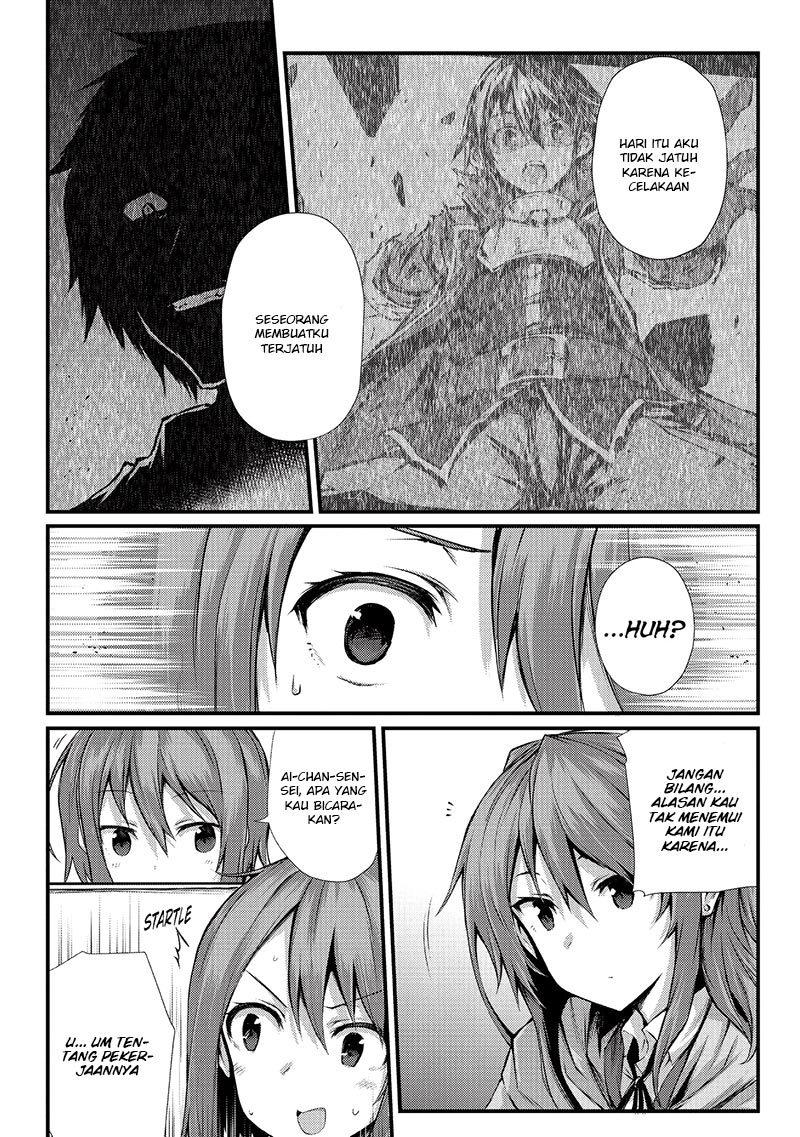 HARI ITU AKU
TIDAK JATUH
KARENA KE-
CELAKAAN
SESEORANG
MEMBUATKU
TERJATUH
...HUH?
JANGAN
BILANG...
ALASAN KAU
TAK MENEMUI
KAMI ITU
KARENA...
AI-CHAN-SEN-
SEI, APA YANG
KAU BICARA-
KAN?
STARTLE
U... UM TEN-
TANG PEKER-
JAANNYA